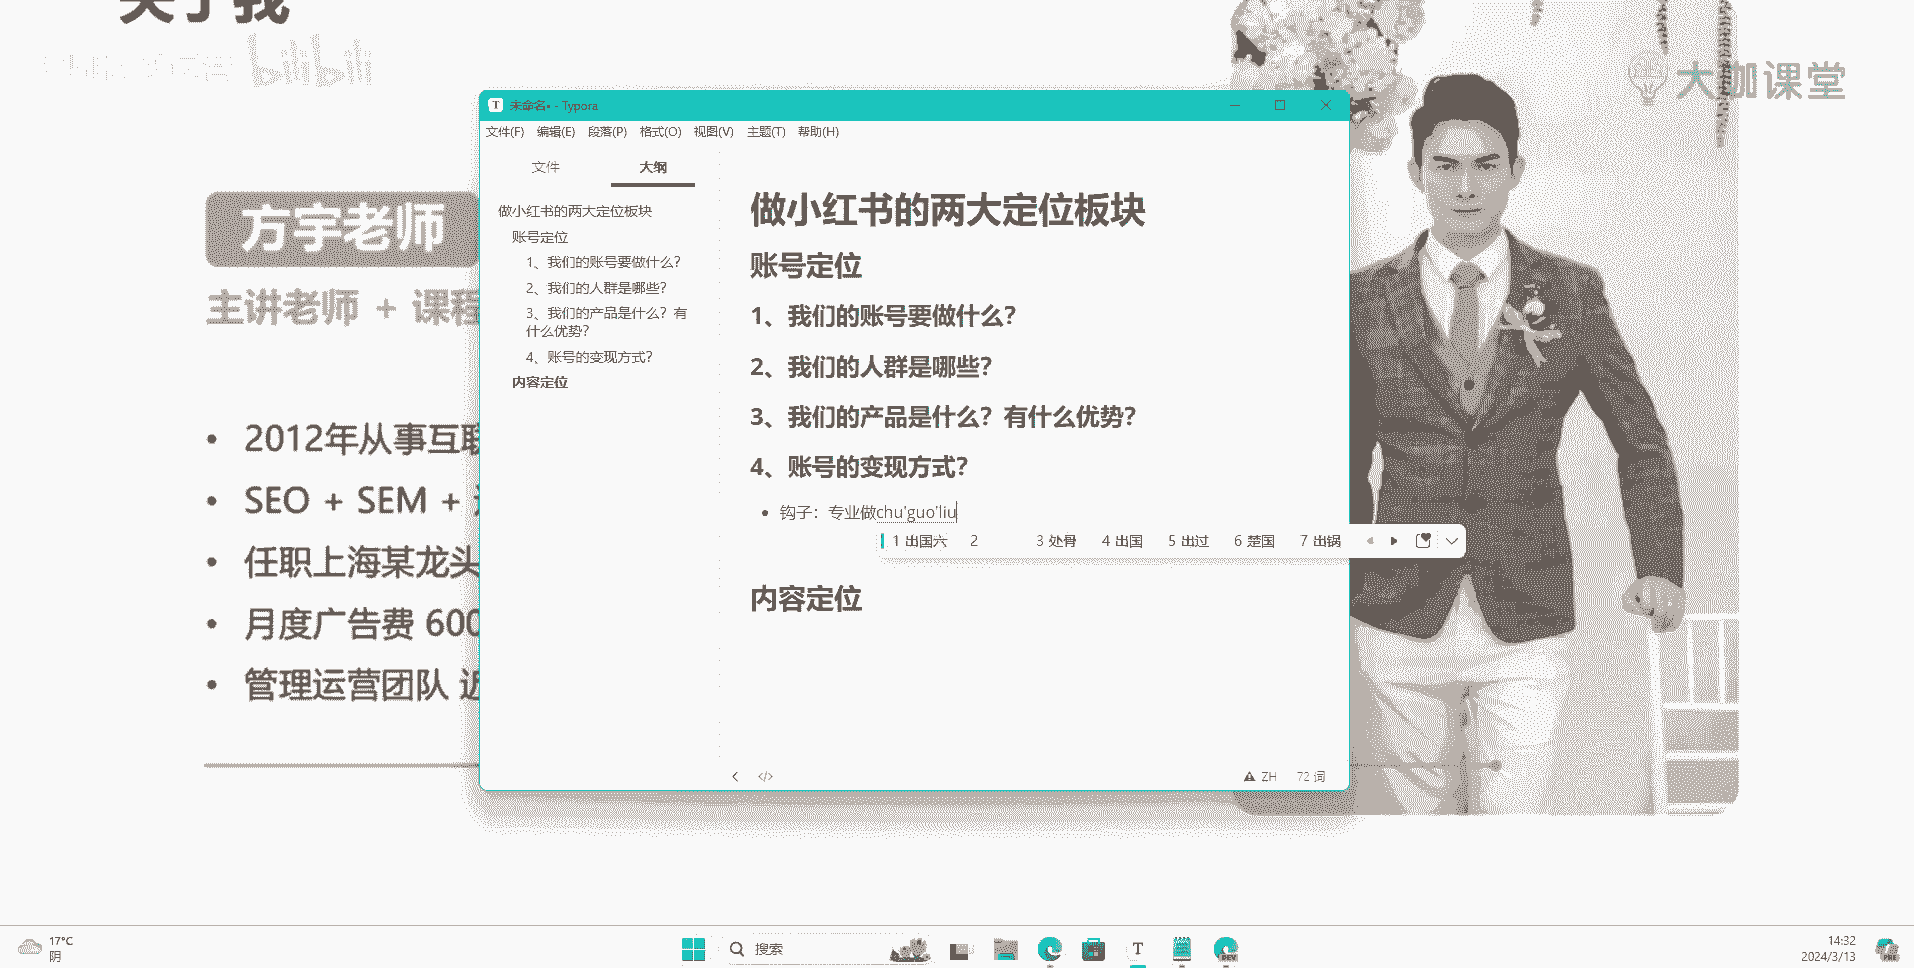 关于我
bilibili
大咖课堂
方宇老师
主讲老师 + 课程
2012年从事互联
SEO + SEM +
任职上海某龙头
月度广告费 600
管理运营团队 近
未命名• - Typora
文件(F) 编辑(E) 段落(P) 格式(O) 视图(V) 主题(T) 帮助(H)
文件 大纲
做小红书的两大定位板块
账号定位
1、我们的账号要做什么？
2、我们的人群是哪些？
3、我们的产品是什么？有
什么优势？
4、账号的变现方式？
内容定位
做小红书的两大定位板块
账号定位
1、我们的账号要做什么？
2、我们的人群是哪些？
3、我们的产品是什么？有什么优势？
4、账号的变现方式？
钩子：专业做chu'guo'liu
1 出国六 2 3 处骨 4 出国 5 出过 6 楚国 7 出锅
内容定位
ZH 72 词
17°C
阴
搜索
T
DEV
14:32
2024/3/13
PRE